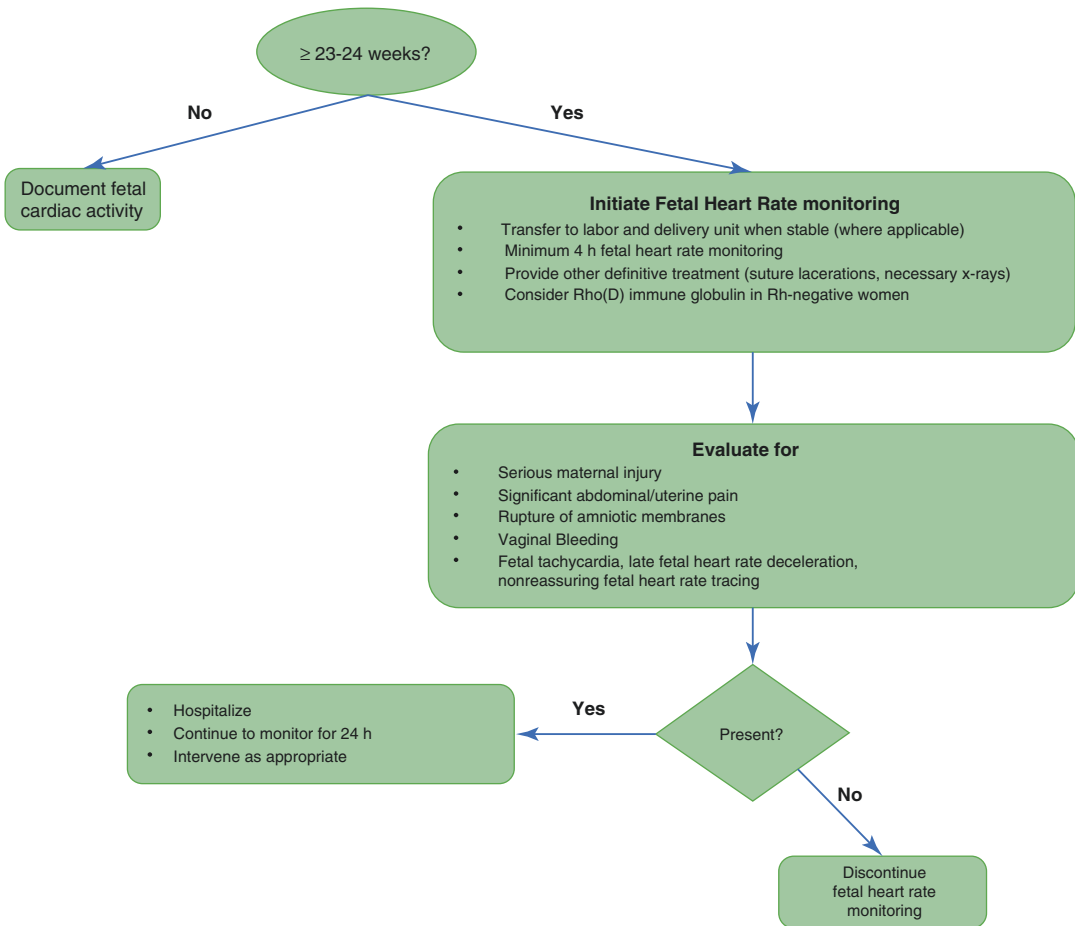 ≥ 23-24 weeks?
No
Yes
Document fetal
cardiac activity
Initiate Fetal Heart Rate monitoring
• Transfer to labor and delivery unit when stable (where applicable)
• Minimum 4 h fetal heart rate monitoring
• Provide other definitive treatment (suture lacerations, necessary x-rays)
• Consider Rho(D) immune globulin in Rh-negative women
Evaluate for
• Serious maternal injury
• Significant abdominal/uterine pain
• Rupture of amniotic membranes
• Vaginal Bleeding
• Fetal tachycardia, late fetal heart rate deceleration,
nonreassuring fetal heart rate tracing
Present?
Yes
• Hospitalize
• Continue to monitor for 24 h
• Intervene as appropriate
No
Discontinue
fetal heart rate
monitoring